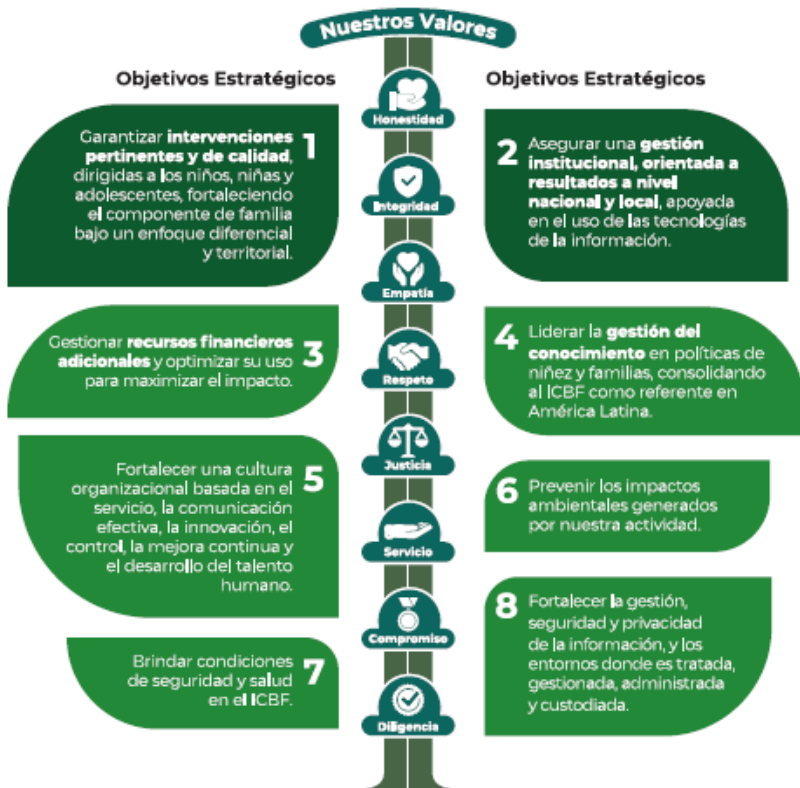 Nuestros Valores
Objetivos Estratégicos
Objetivos Estratégicos
Honestidad
Integridad
Empatía
Respeto
Justicia
Servicio
Compromiso
Diligencia
1
Garantizar intervenciones
pertinentes y de calidad,
dirigidas a los niños, niñas y
adolescentes, fortaleciendo
el componente de familia
bajo un enfoque diferencial
y territorial.
2
Asegurar una gestión
institucional, orientada a
resultados a nivel
nacional y local, apoyada
en el uso de las tecnologías
de la información.
3
Gestionar recursos financieros
adicionales y optimizar su uso
para maximizar el impacto.
4
Liderar la gestión del
conocimiento en políticas de
niñez y familias, consolidando
al ICBF como referente en
América Latina.
5
Fortalecer una cultura
organizacional basada en el
servicio, la comunicación
efectiva, la innovación, el
control, la mejora continua y
el desarrollo del talento
humano.
6
Prevenir los impactos
ambientales generados
por nuestra actividad.
7
Brindar condiciones
de seguridad y salud
en el ICBF.
8
Fortalecer la gestión,
seguridad y privacidad
de la información, y los
entornos donde es tratada,
gestionada, administrada
y custodiada.